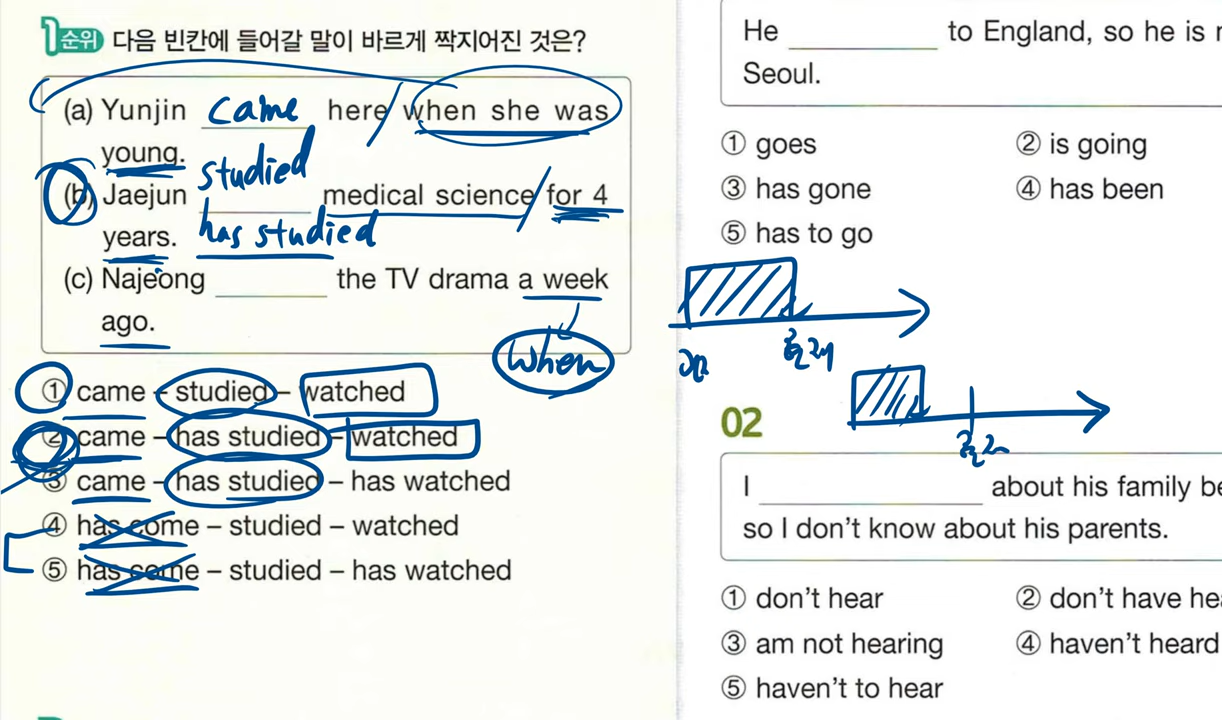 1순위 다음 빈칸에 들어갈 말이 바르게 짝지어진 것은?
(a) Yunjin came here / when she was
young.
studied
(b) Jaejun medical science / for 4
years. has studied
(c) Najeong the TV drama a week
ago.
when
① came – studied – watched
② came – has studied – watched
③ came – has studied – has watched
④ has come – studied – watched
⑤ has come – studied – has watched
He to England, so he is
Seoul.
① goes ② is going
③ has gone ④ has been
⑤ has to go
02
I about his family
so I don't know about his parents.
① don't hear ② don't have
③ am not hearing ④ haven't heard
⑤ haven't to hear